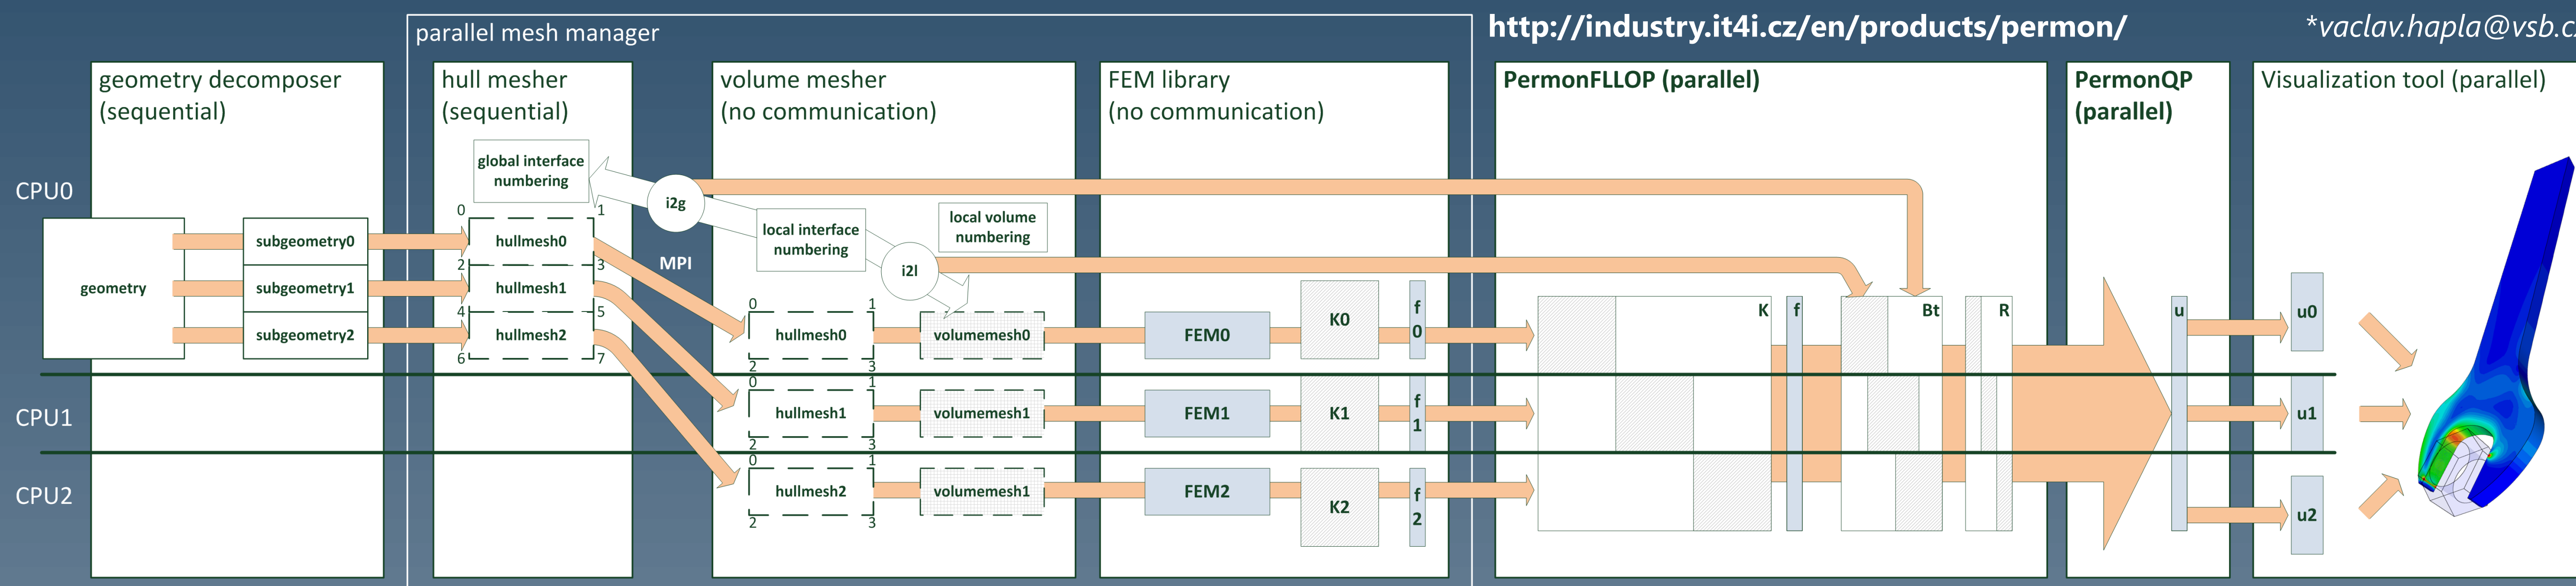 parallel mesh manager
http://industry.it4i.cz/en/products/permon/
*vaclav.hapla@vsb.c
geometry decomposer
(sequential)
hull mesher
(sequential)
volume mesher
(no communication)
FEM library
(no communication)
PermonFLLOP (parallel)
PermonQP
(parallel)
Visualization tool (parallel)
CPU0
CPU1
CPU2
geometry
subgeometry0
subgeometry1
subgeometry2
global interface
numbering
0
1
hullmesh0
2
3
hullmesh1
4
5
hullmesh2
6
7
i2g
MPI
local interface
numbering
i2l
local volume
numbering
0
1
hullmesh0
2
3
volumemesh0
0
1
hullmesh1
2
3
volumemesh1
0
1
hullmesh2
2
3
volumemesh1
FEM0
K0
f
0
FEM1
K1
f
1
FEM2
K2
f
2
K
f
Bt
R
u
u0
u1
u2